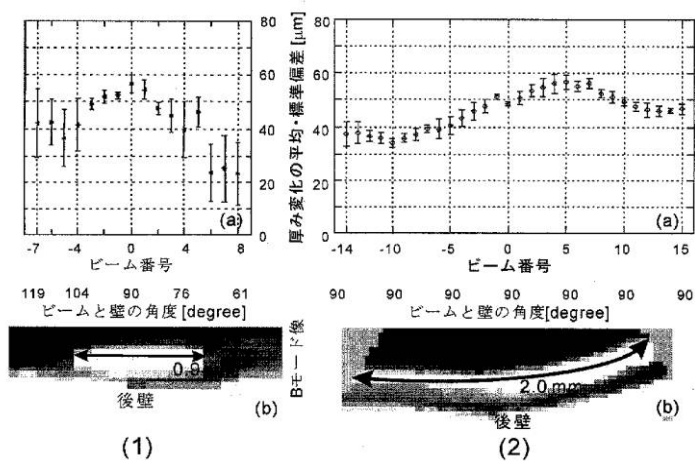 80
60
40
20
0
厚み変化の平均・標準偏差 [μm]
(a)
-7 -4 0 4 8
ビーム番号
119 104 90 76 61
ビームと壁の角度 [degree]
(b)
後壁
(1)
80
60
40
20
0
(a)
-14 -10 -5 0 5 10 15
ビーム番号
90 90 90 90 90 90 90
ビームと壁の角度 [degree]
Bモード像
2.0 mm
(b)
後壁
(2)